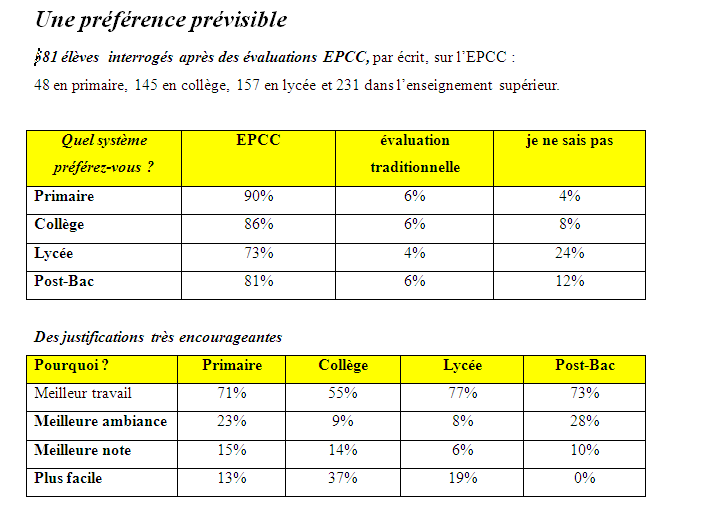 Une préférence prévisible
581 élèves interrogés après des évaluations EPCC, par écrit, sur l'EPCC :
48 en primaire, 145 en collège, 157 en lycée et 231 dans l'enseignement supérieur.
Quel système préférez-vous ? EPCC évaluation traditionnelle je ne sais pas
Primaire 90% 6% 4%
Collège 86% 6% 8%
Lycée 73% 4% 24%
Post-Bac 81% 6% 12%
Des justifications très encourageantes
Pourquoi ? Primaire Collège Lycée Post-Bac
Meilleur travail 71% 55% 77% 73%
Meilleure ambiance 23% 9% 8% 28%
Meilleure note 15% 14% 6% 10%
Plus facile 13% 37% 19% 0%